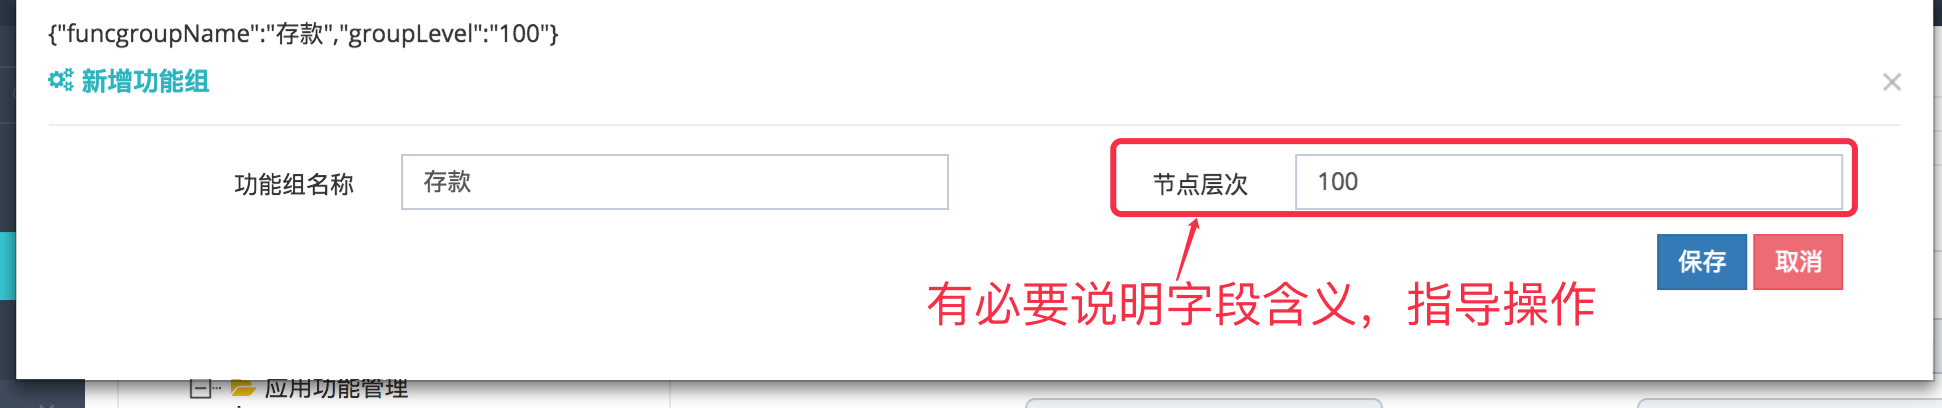 {"funcgroupName":"存款","groupLevel":"100"}
新增功能组
功能组名称 存款 节点层次 100
保存 取消
有必要说明字段含义，指导操作
应用功能管理